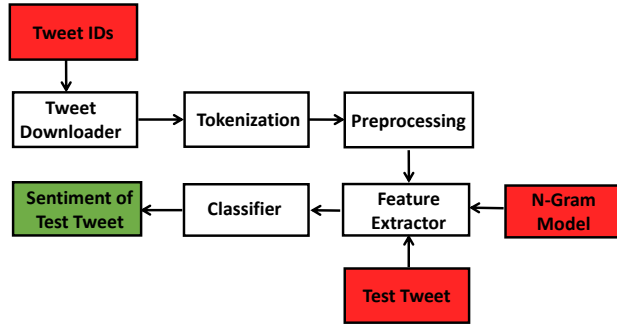 Tweet IDs
Tweet
Downloader
Tokenization
Preprocessing
Sentiment of
Test Tweet
Classifier
Feature
Extractor
N-Gram
Model
Test Tweet